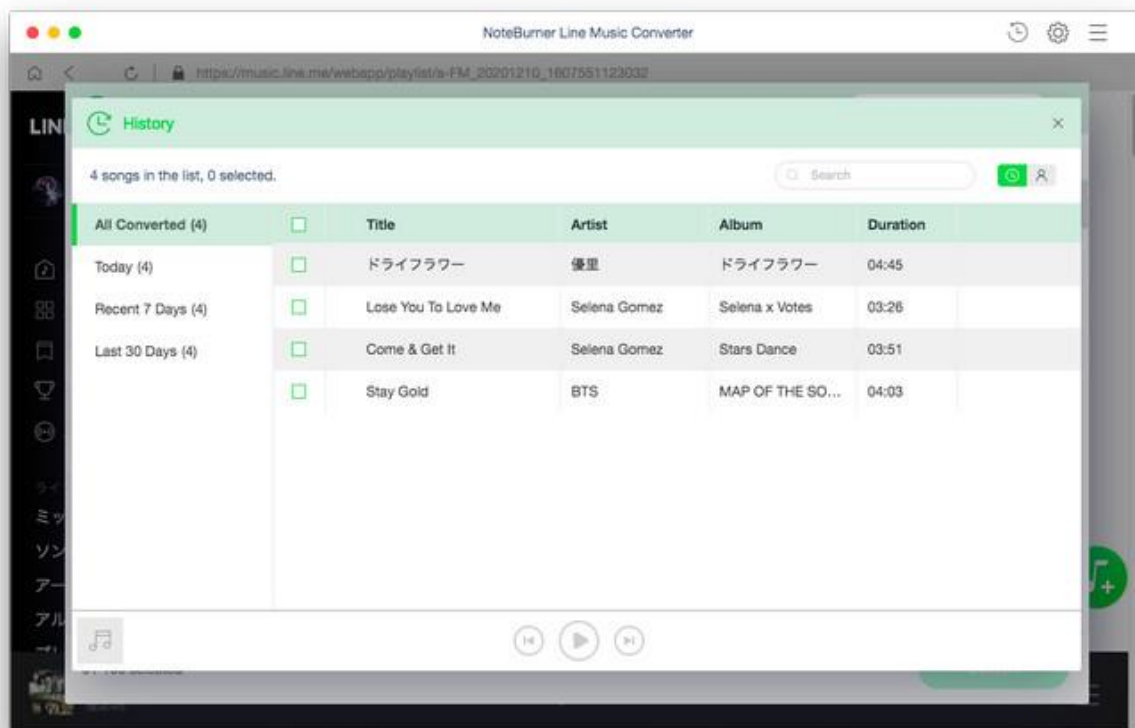 NoteBurner Line Music Converter
https://music.line.me/webapp/playlist/a-FM_20201210_1607551123032
LIN
History
4 songs in the list, 0 selected.
Search
All Converted (4)
Title Artist Album Duration
Today (4)
ドライフラワー 優里 ドライフラワー 04:45
Recent 7 Days (4)
Lose You To Love Me Selena Gomez Selena x Votes 03:26
Last 30 Days (4)
Come & Get It Selena Gomez Stars Dance 03:51
Stay Gold BTS MAP OF THE SO... 04:03
ミッ
ソン
アー
アル